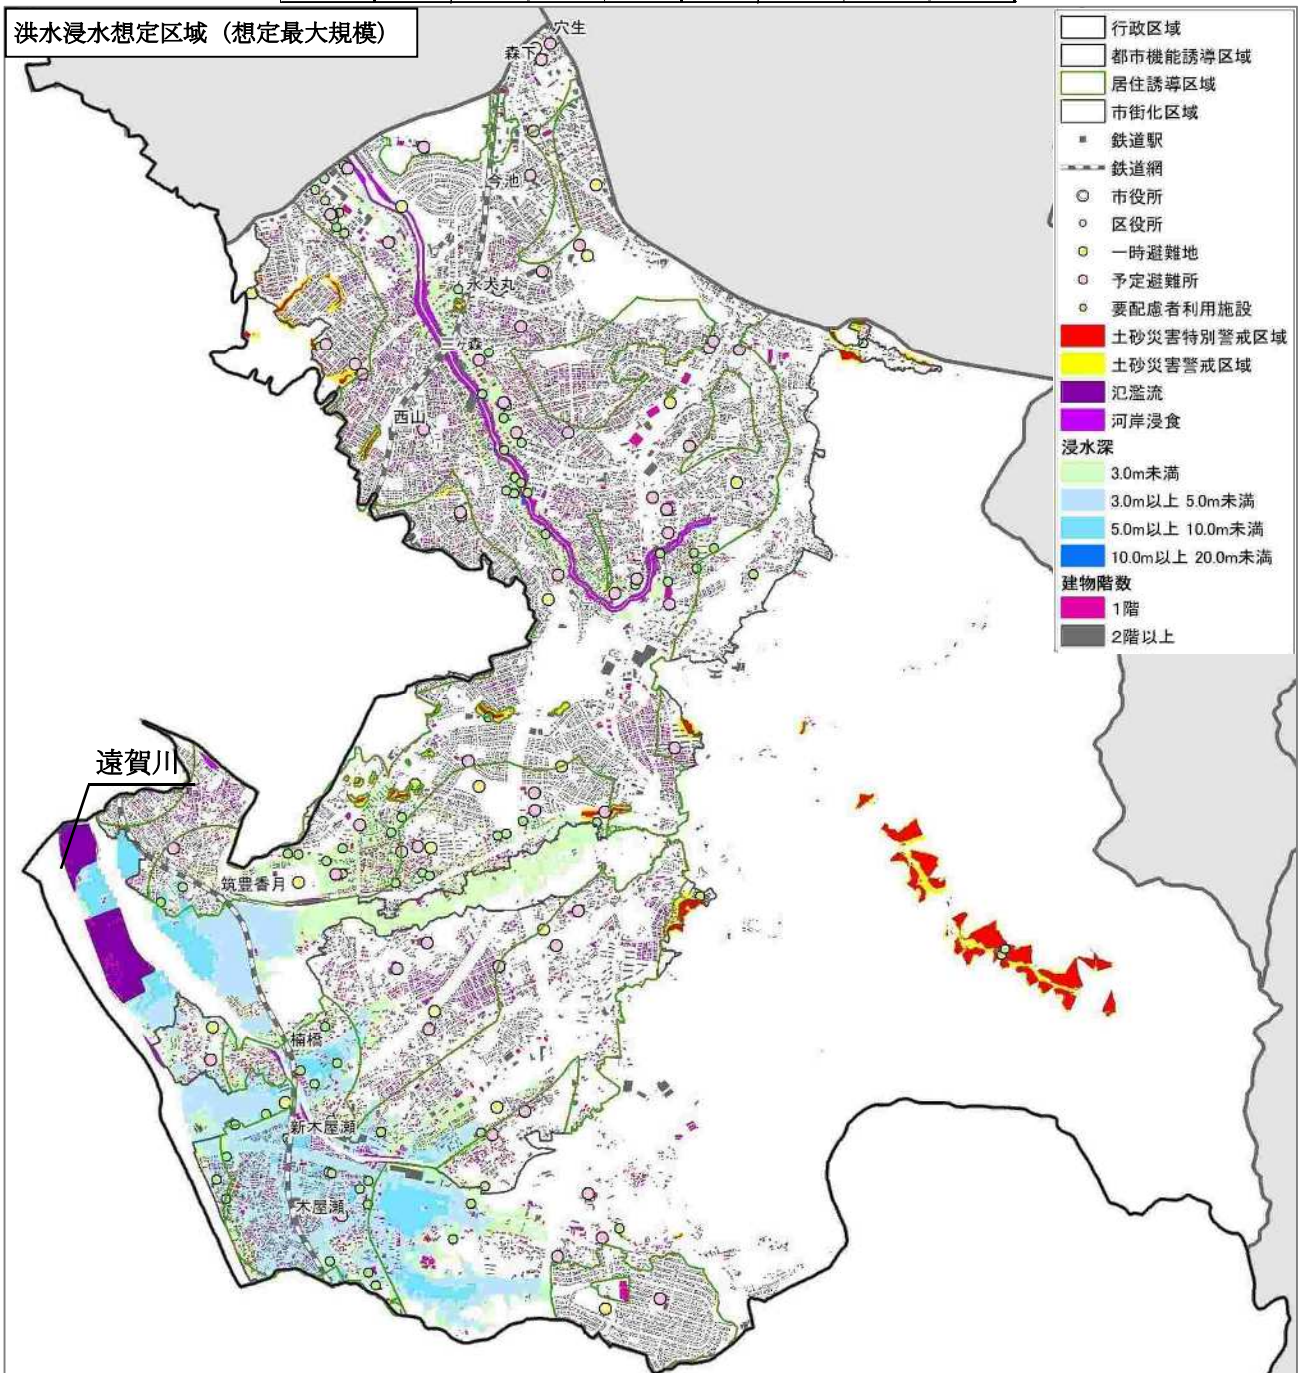 洪水浸水想定区域（想定最大規模）
行政区域
都市機能誘導区域
居住誘導区域
市街化区域
鉄道駅
鉄道網
市役所
区役所
一時避難地
予定避難所
要配慮者利用施設
土砂災害特別警戒区域
土砂災害警戒区域
氾濫流
河岸浸食
浸水深
3.0m未満
3.0m以上 5.0m未満
5.0m以上 10.0m未満
10.0m以上 20.0m未満
建物階数
1階
2階以上
穴生
森下
今池
永犬丸
三ヶ森
西山
遠賀川
筑豊香月
楠橋
新木屋瀬
木屋瀬